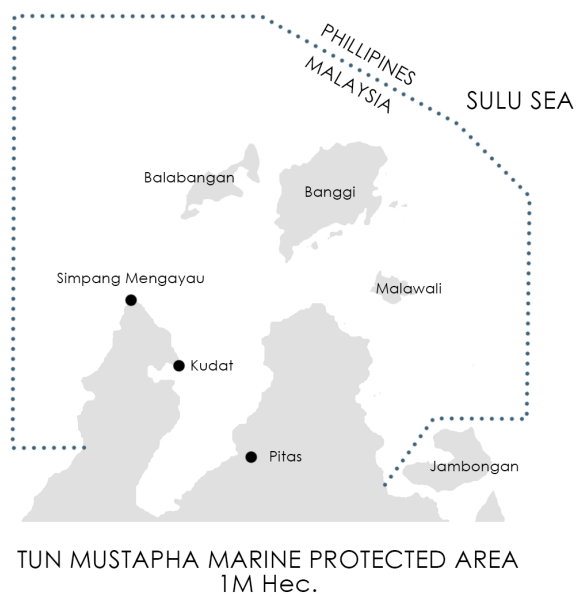 PHILLIPINES
MALAYSIA
SULU SEA
Balabangan
Banggi
Simpang Mengayau
Malawali
Kudat
Pitas
Jambongan
TUN MUSTAPHA MARINE PROTECTED AREA
1M Hec.